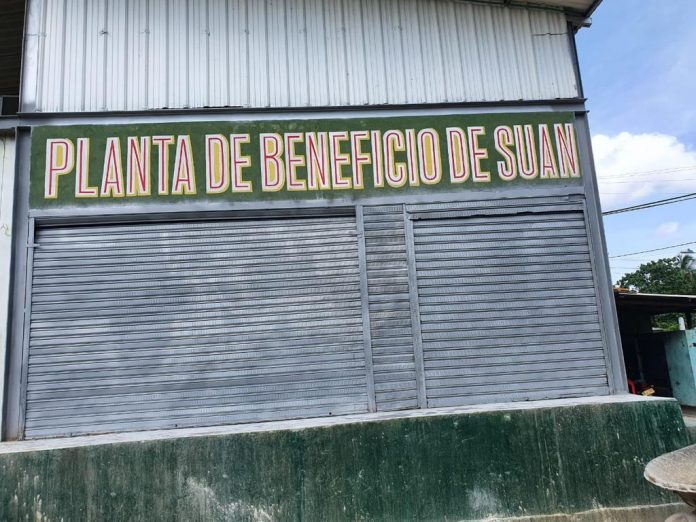 PLANTA DE BENEFICIO DE SUAN